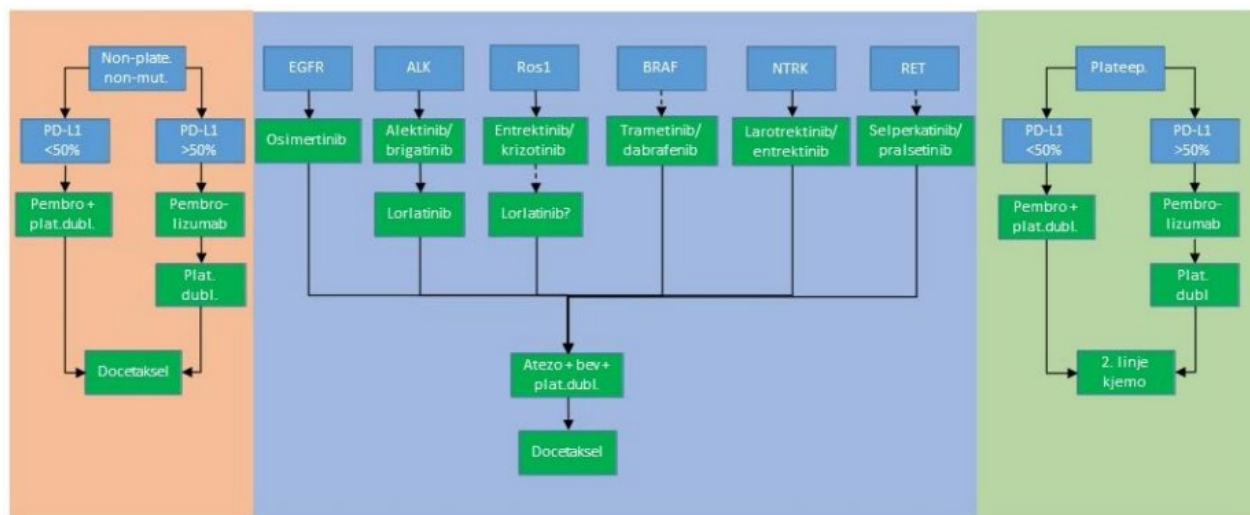 Non-plate.
non-mut.
PD-L1
<50%
PD-L1
>50%
Pembro +
plat.dubl.
Pembro-
lizumab
Plat.
dubl.
Docetaksel
EGFR
ALK
Ros1
BRAF
NTRK
RET
Osimertinib
Alektinib/
brigatinib
Entrektinib/
krizotinib
Trametinib/
dabrafenib
Larotrektinib/
entrektinib
Selperkatinib/
pralsetinib
Lorlatinib
Lorlatinib?
Atezo + bev +
plat.dubl.
Docetaksel
Plateep.
PD-L1
<50%
PD-L1
>50%
Pembro +
plat.dubl.
Pembro-
lizumab
Plat.
dubl
2. linje
kjemo